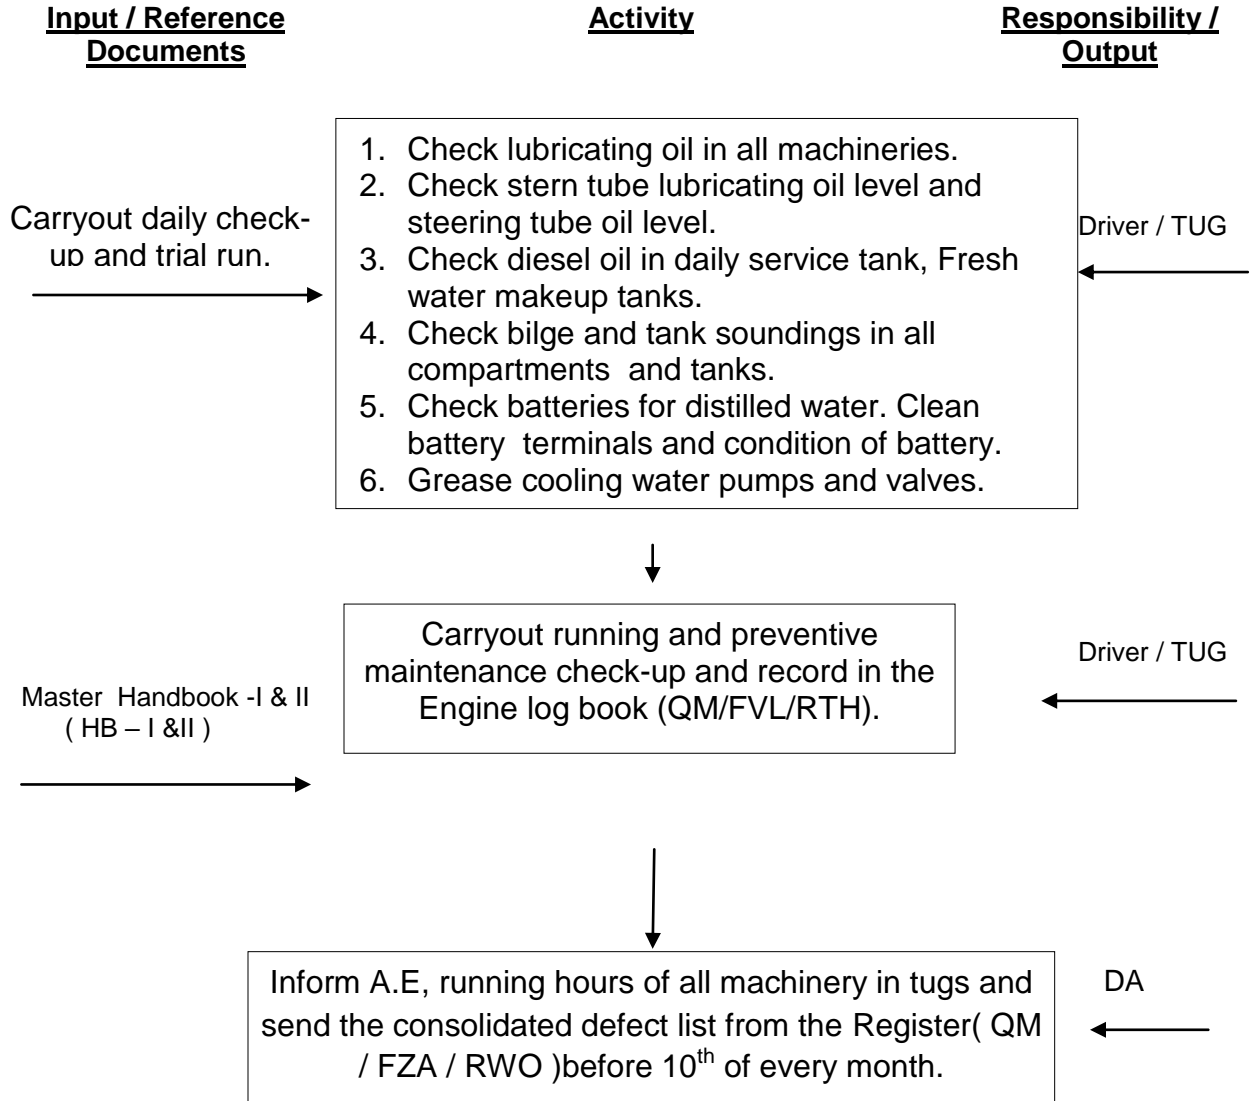 Input / Reference
Documents
Activity
Responsibility /
Output
Carryout daily check-
up and trial run.
1. Check lubricating oil in all machineries.
2. Check stern tube lubricating oil level and
steering tube oil level.
3. Check diesel oil in daily service tank, Fresh
water makeup tanks.
4. Check bilge and tank soundings in all
compartments and tanks.
5. Check batteries for distilled water. Clean
battery terminals and condition of battery.
6. Grease cooling water pumps and valves.
Driver / TUG
Master Handbook -I & II
( HB – I &II )
Carryout running and preventive
maintenance check-up and record in the
Engine log book (QM/FVL/RTH).
Driver / TUG
Inform A.E, running hours of all machinery in tugs and
send the consolidated defect list from the Register( QM
/ FZA / RWO )before 10th of every month.
DA